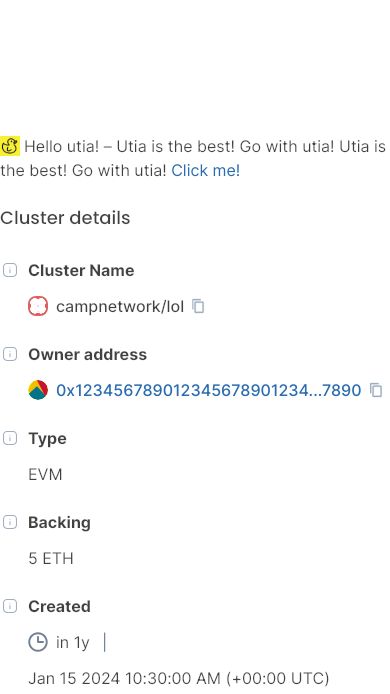 Hello utia! – Utia is the best! Go with utia! Utia is
the best! Go with utia! Click me!
Cluster details
Cluster Name
campnetwork/lol
Owner address
0x123456789012345678901234...7890
Type
EVM
Backing
5 ETH
Created
in 1y |
Jan 15 2024 10:30:00 AM (+00:00 UTC)